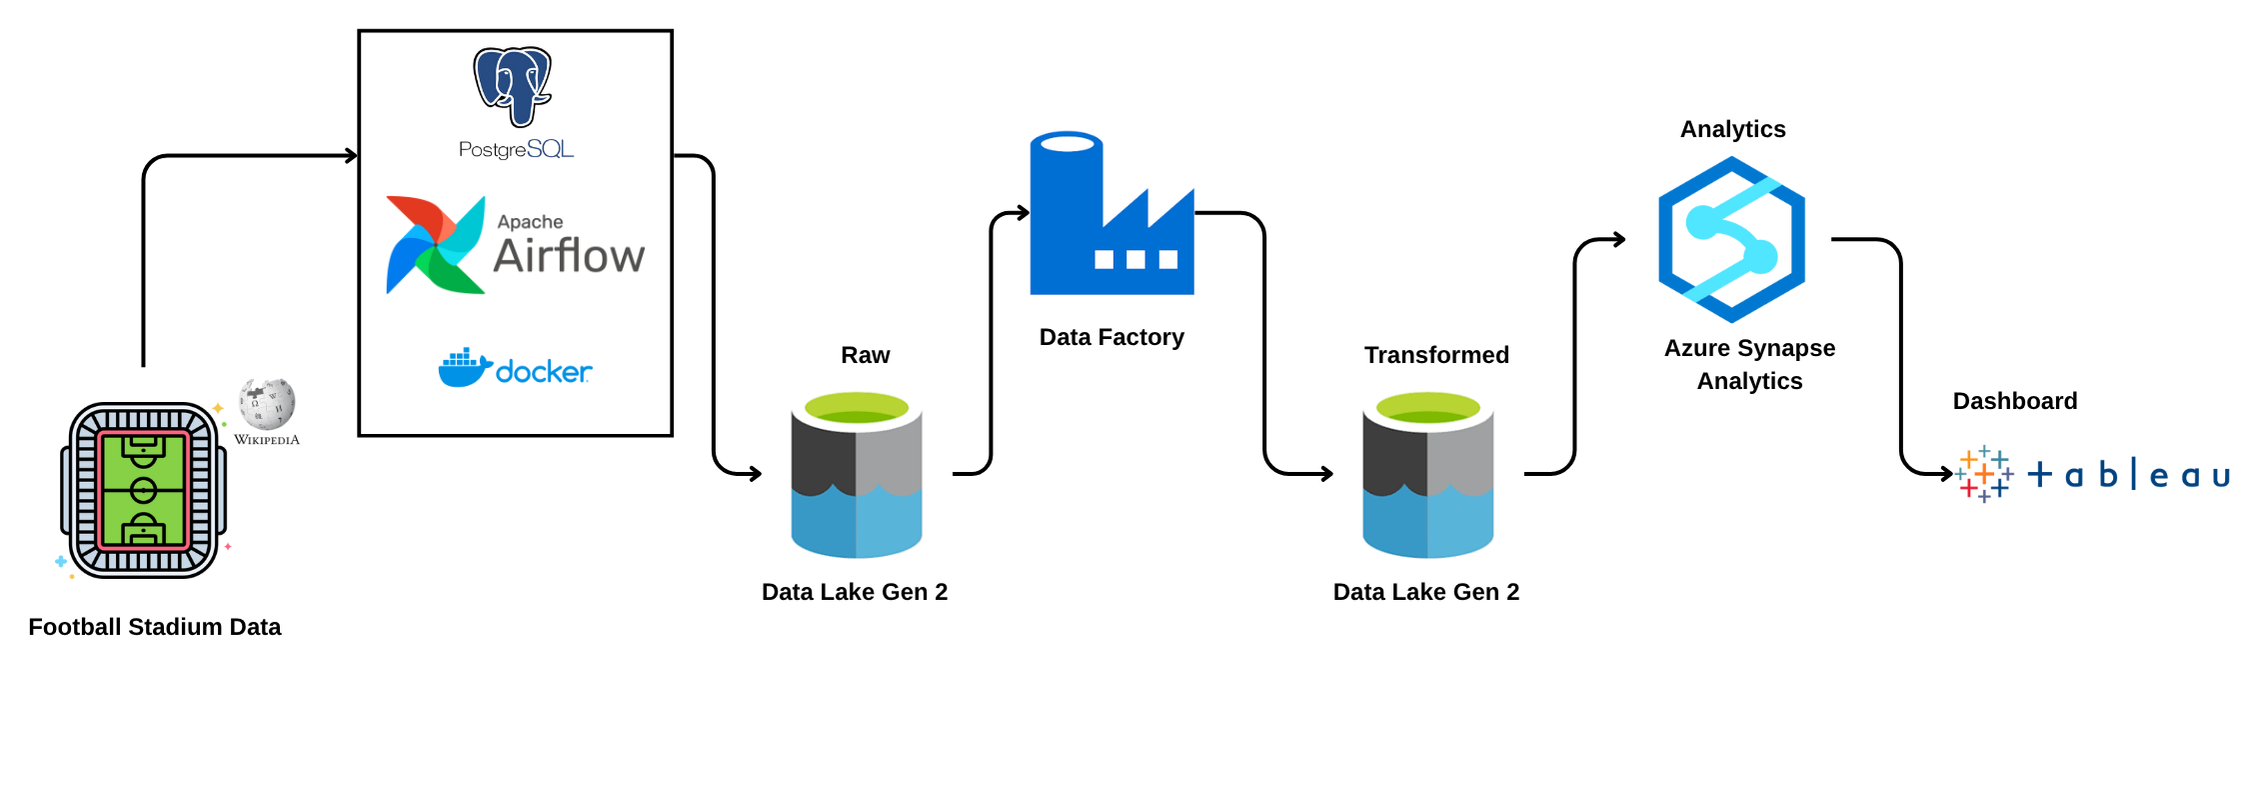 PostgreSQL
Apache
Airflow
docker
WIKIPEDIA
Football Stadium Data
Raw
Data Lake Gen 2
Data Factory
Transformed
Data Lake Gen 2
Analytics
Azure Synapse
Analytics
Dashboard
+ableau